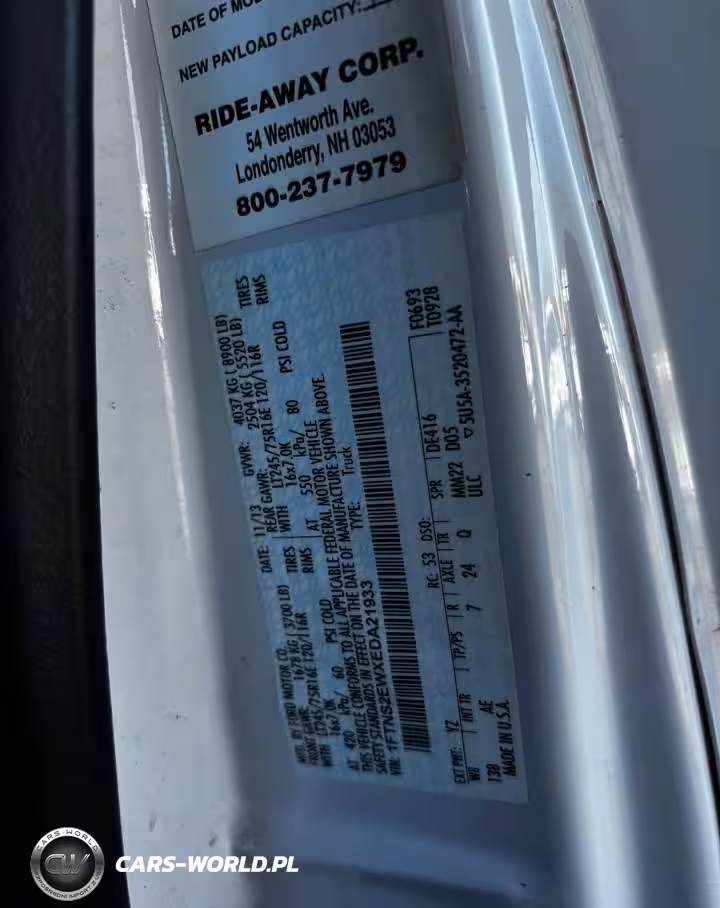 DATE OF MOD
NEW PAYLOAD CAPACITY:
RIDE-AWAY CORP.
54 Wentworth Ave.
Londonderry, NH 03053
800-237-7979
MFD. BY FORD MOTOR CO.
DATE: 11/13 GVWR: 4037 KG ( 8900 LB)
FRONT GAWR: 1678 KG ( 3700 LB) REAR GAWR: 2504 KG ( 5520 LB)
WITH LT245/75R16E 120/116R TIRES WITH LT245/75R16E 120/116R TIRES
16x7.0K RIMS 16x7.0K RIMS
AT 420 kPa/ 60 PSI COLD AT 550 kPa/ 80 PSI COLD
THIS VEHICLE CONFORMS TO ALL APPLICABLE FEDERAL MOTOR VEHICLE
SAFETY STANDARDS IN EFFECT ON THE DATE OF MANUFACTURE SHOWN ABOVE.
VIN: 1FTNS2EWXEDA21933 TYPE: Truck
F0693
T0928
EXT PNT: YZ RC: 53 DSO: DE416
WB INT TR TP/PS R AXLE TR SPR
138 AE 7 24 Q MM22 D05
MADE IN U.S.A. ULC
▽5U5A-3520472-AA
CARS-WORLD
CW
CARS-WORLD.PL